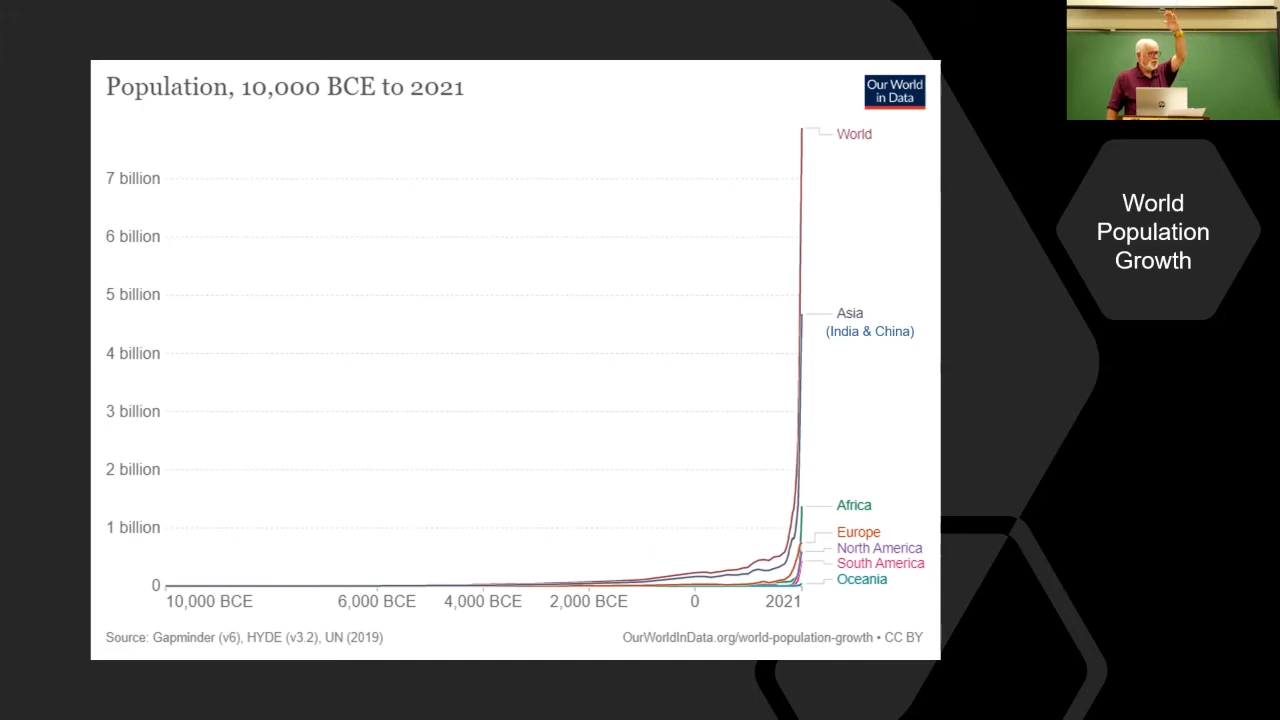 Population, 10,000 BCE to 2021
Our World
in Data
World
7 billion
6 billion
5 billion
Asia
(India & China)
4 billion
3 billion
2 billion
Africa
1 billion
Europe
North America
South America
Oceania
0
10,000 BCE
6,000 BCE
4,000 BCE
2,000 BCE
0
2021
Source: Gapminder (v6), HYDE (v3.2), UN (2019)
OurWorldInData.org/world-population-growth • CC BY
World
Population
Growth